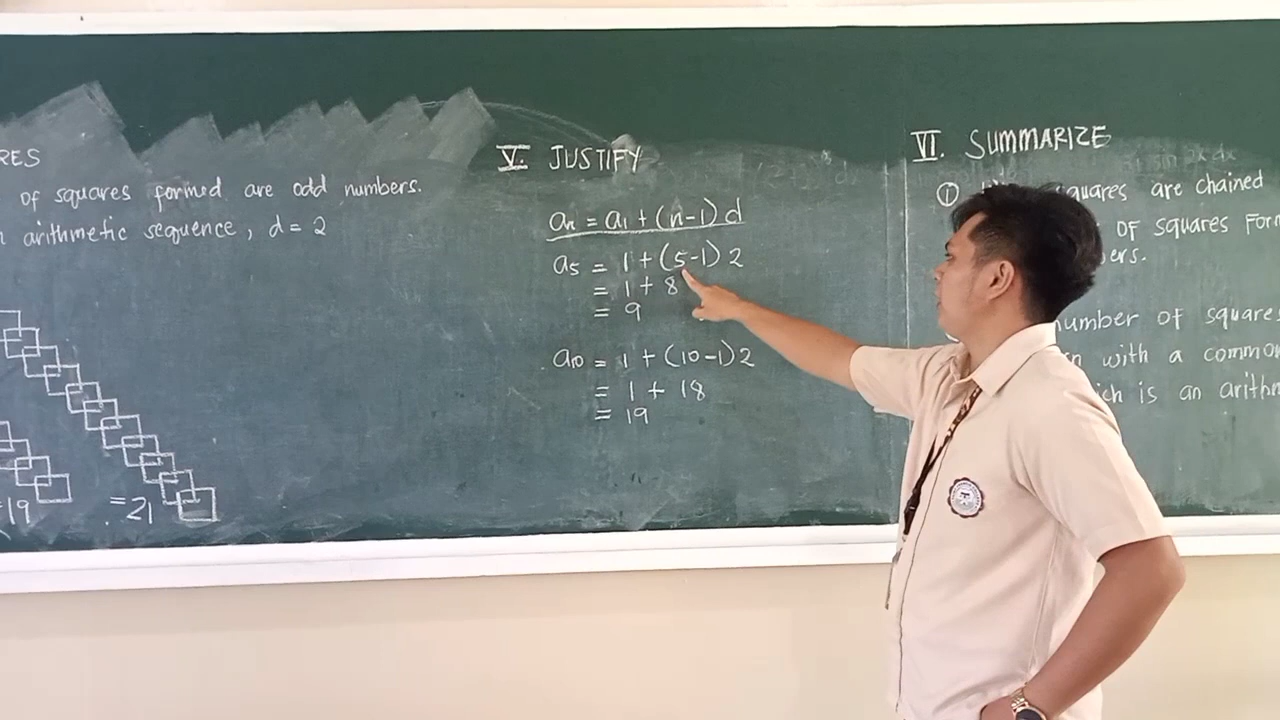 RES
of squares formed are odd numbers.
arithmetic sequence, d = 2
=19
=21
V. JUSTIFY
aₙ = a₁ + (n-1)d
a₅ = 1 + (5-1)2
= 1 + 8
= 9
a₁₀ = 1 + (10-1)2
= 1 + 18
= 19
VI. SUMMARIZE
① squares are chained
OF squares form
ers.
number of squares
n with a commo
ich is an arithm